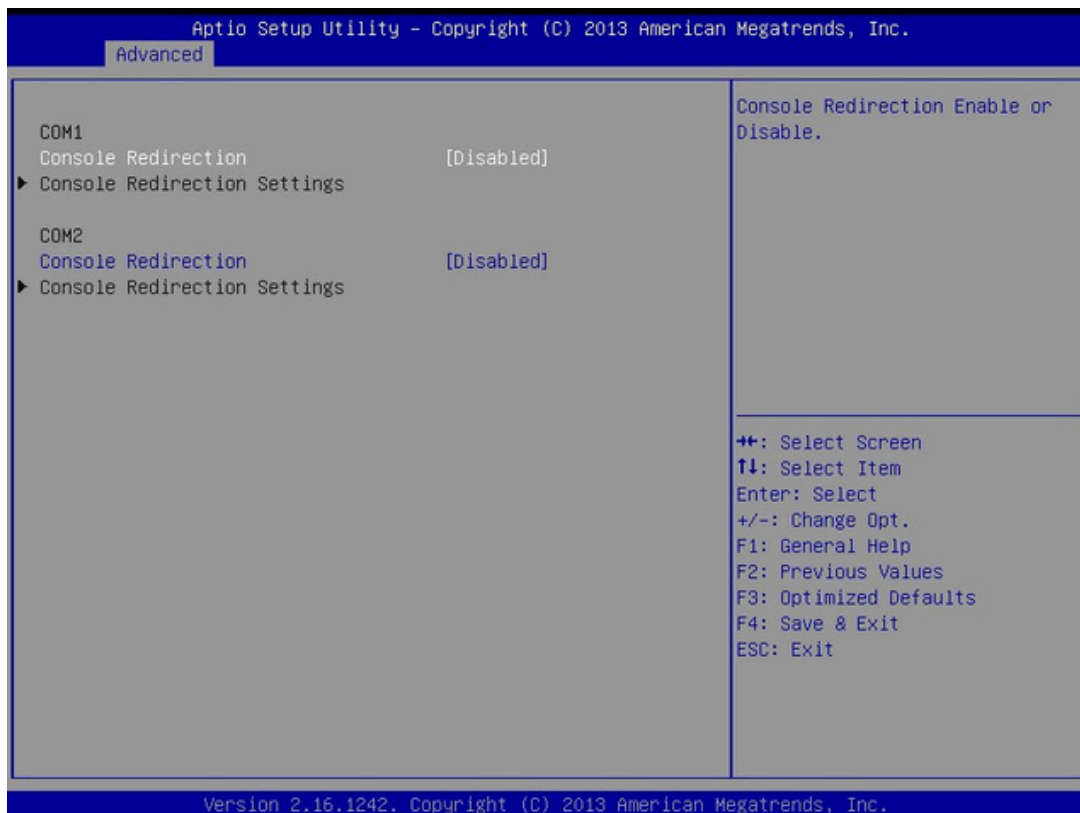 Aptio Setup Utility – Copyright (C) 2013 American Megatrends, Inc.
Advanced
COM1
Console Redirection [Disabled]
▶ Console Redirection Settings
COM2
Console Redirection [Disabled]
▶ Console Redirection Settings
Console Redirection Enable or
Disable.
→←: Select Screen
↑↓: Select Item
Enter: Select
+/-: Change Opt.
F1: General Help
F2: Previous Values
F3: Optimized Defaults
F4: Save & Exit
ESC: Exit
Version 2.16.1242. Copyright (C) 2013 American Megatrends, Inc.